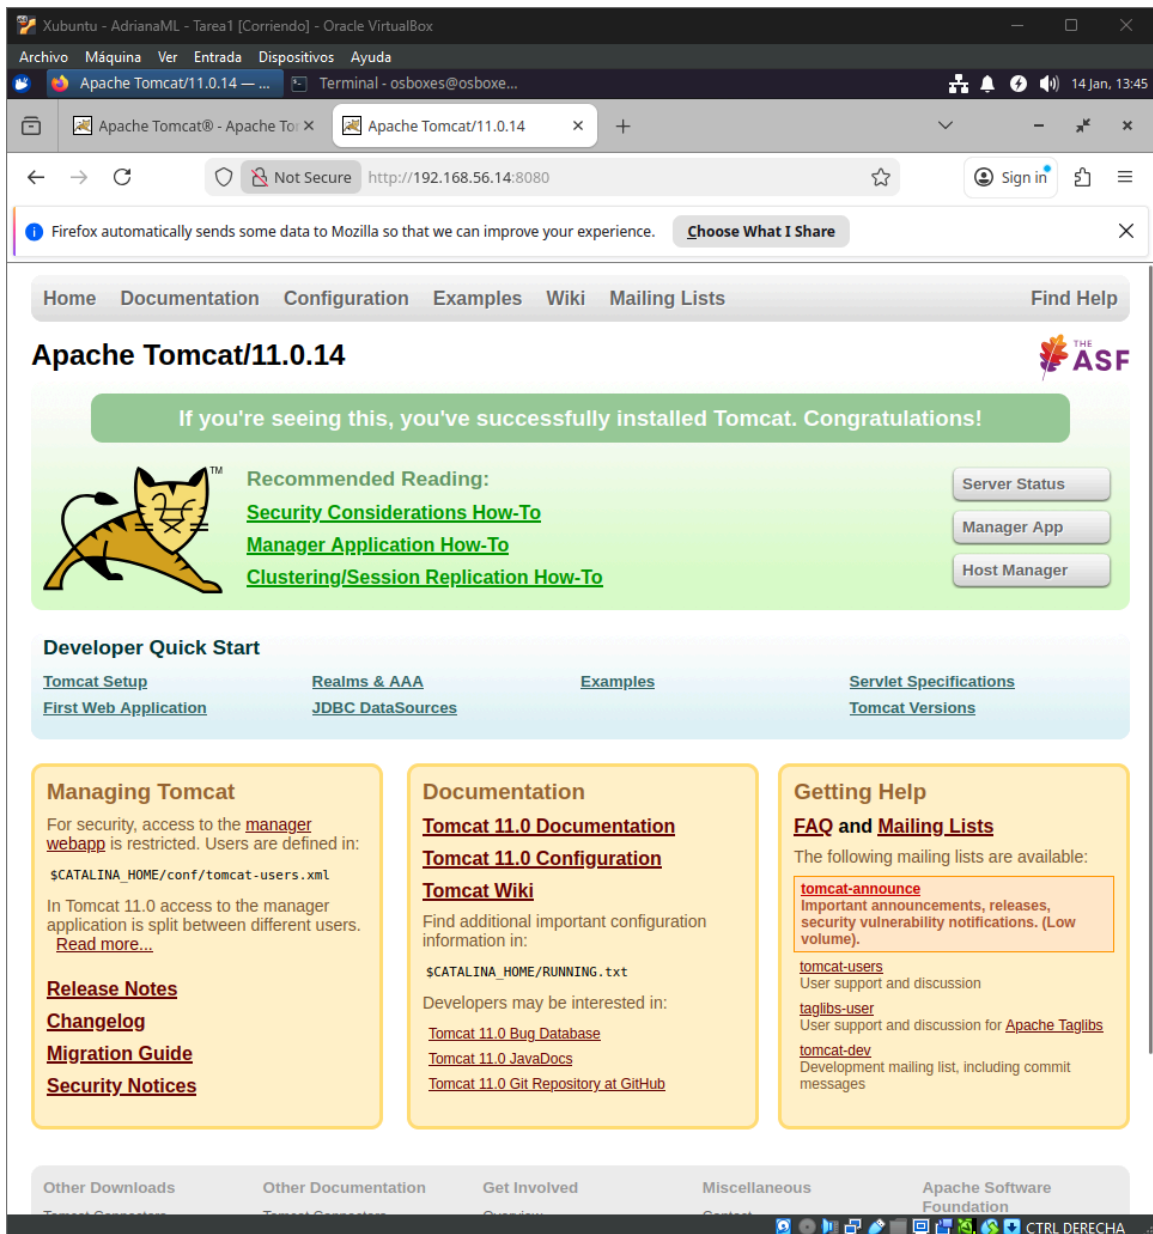 Xubuntu - AdrianaML - Tarea1 [Corriendo] - Oracle VirtualBox
Archivo Máquina Ver Entrada Dispositivos Ayuda
Apache Tomcat/11.0.14 — ... Terminal - osboxes@osboxe... 14 Jan, 13:45
Apache Tomcat® - Apache Tor Apache Tomcat/11.0.14
Not Secure http://192.168.56.14:8080 Sign in
Firefox automatically sends some data to Mozilla so that we can improve your experience. Choose What I Share
Home Documentation Configuration Examples Wiki Mailing Lists Find Help
Apache Tomcat/11.0.14
THE
ASF
If you're seeing this, you've successfully installed Tomcat. Congratulations!
TM
Recommended Reading:
Security Considerations How-To
Manager Application How-To
Clustering/Session Replication How-To
Server Status
Manager App
Host Manager
Developer Quick Start
Tomcat Setup Realms & AAA Examples Servlet Specifications
First Web Application JDBC DataSources Tomcat Versions
Managing Tomcat
For security, access to the manager
webapp is restricted. Users are defined in:
$CATALINA_HOME/conf/tomcat-users.xml
In Tomcat 11.0 access to the manager
application is split between different users.
Read more...
Release Notes
Changelog
Migration Guide
Security Notices
Documentation
Tomcat 11.0 Documentation
Tomcat 11.0 Configuration
Tomcat Wiki
Find additional important configuration
information in:
$CATALINA_HOME/RUNNING.txt
Developers may be interested in:
Tomcat 11.0 Bug Database
Tomcat 11.0 JavaDocs
Tomcat 11.0 Git Repository at GitHub
Getting Help
FAQ and Mailing Lists
The following mailing lists are available:
tomcat-announce
Important announcements, releases,
security vulnerability notifications. (Low
volume).
tomcat-users
User support and discussion
taglibs-user
User support and discussion for Apache Taglibs
tomcat-dev
Development mailing list, including commit
messages
Other Downloads Other Documentation Get Involved Miscellaneous Apache Software
Foundation
Tomcat Connectors Tomcat Connectors Overview Contact
CTRL DERECHA